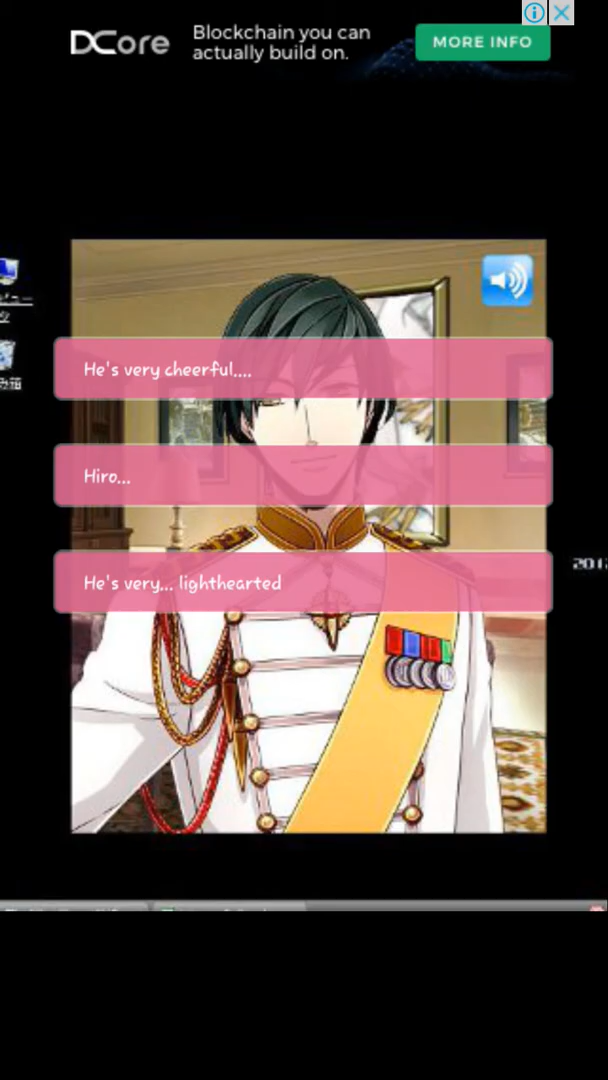 DCore
Blockchain you can
actually build on.
MORE INFO
He's very cheerful....
Hiro...
He's very... lighthearted